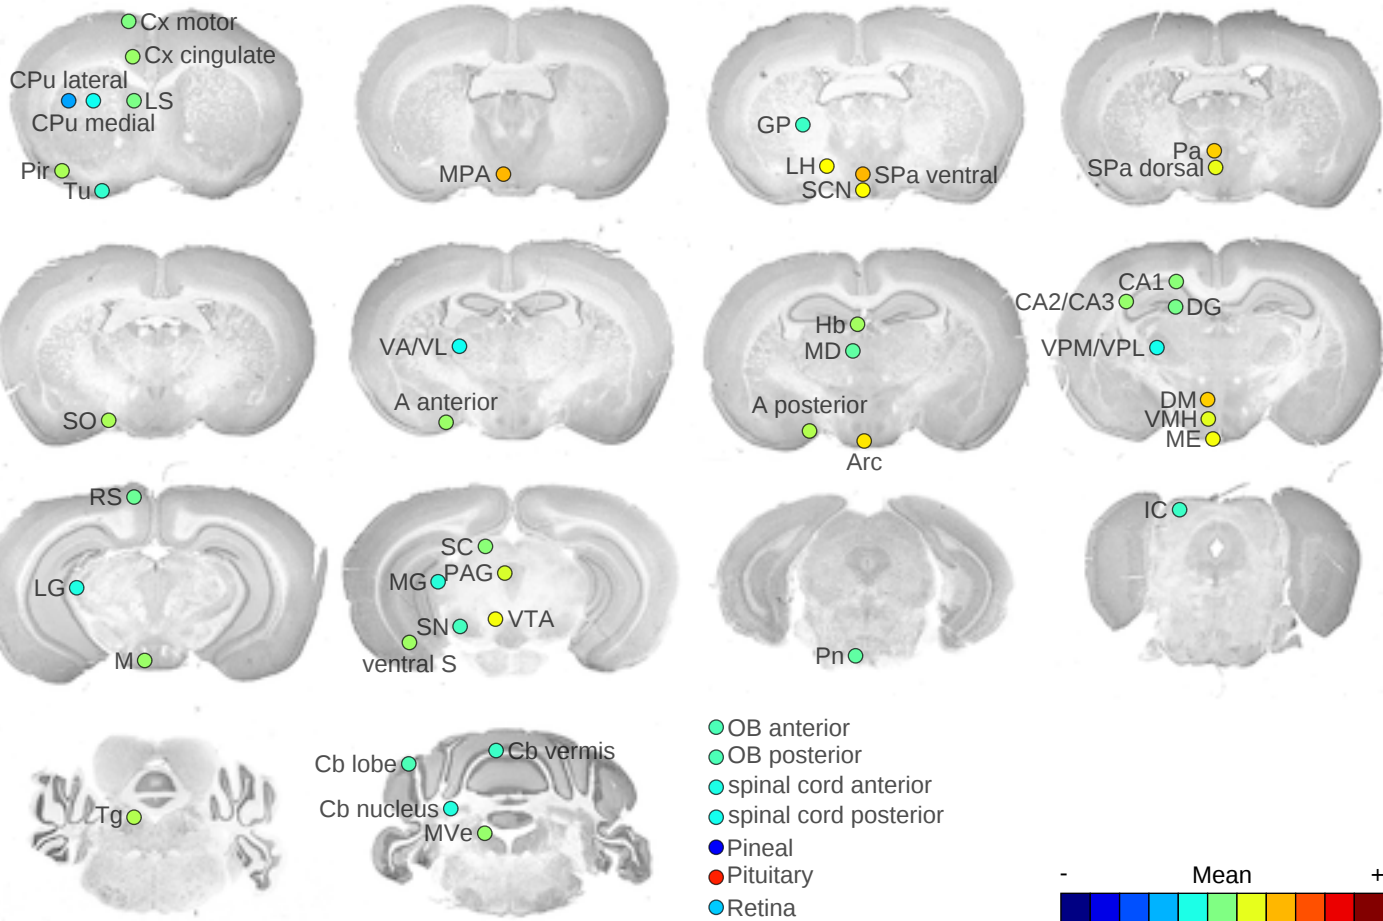 Cx motor
Cx cingulate
CPu lateral
LS
CPu medial
Pir
Tu
MPA
GP
LH
SPa ventral
SCN
Pa
SPa dorsal
SO
VA/VL
A anterior
Hb
MD
A posterior
Arc
CA1
CA2/CA3
DG
VPM/VPL
DM
VMH
ME
RS
LG
M
SC
PAG
MG
VTA
SN
ventral S
Pn
IC
Tg
Cb vermis
Cb lobe
Cb nucleus
MVe
OB anterior
OB posterior
spinal cord anterior
spinal cord posterior
Pineal
Pituitary
Retina
- Mean +